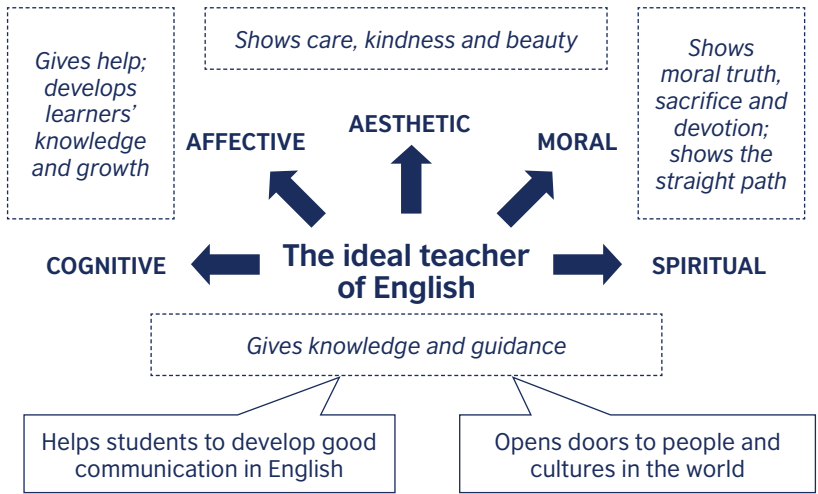 Gives help;
develops
learners’
knowledge
and growth
Shows care, kindness and beauty
Shows
moral truth,
sacrifice and
devotion;
shows the
straight path
AFFECTIVE
AESTHETIC
MORAL
COGNITIVE
The ideal teacher
of English
SPIRITUAL
Gives knowledge and guidance
Helps students to develop good
communication in English
Opens doors to people and
cultures in the world